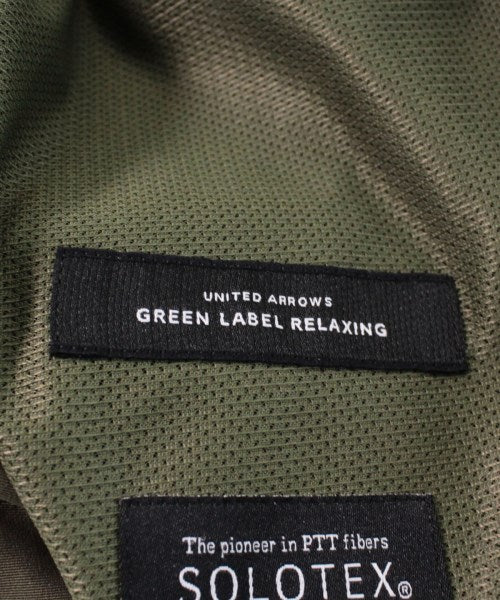 UNITED ARROWS
GREEN LABEL RELAXING
The pioneer in PTT fibers
SOLOTEX®